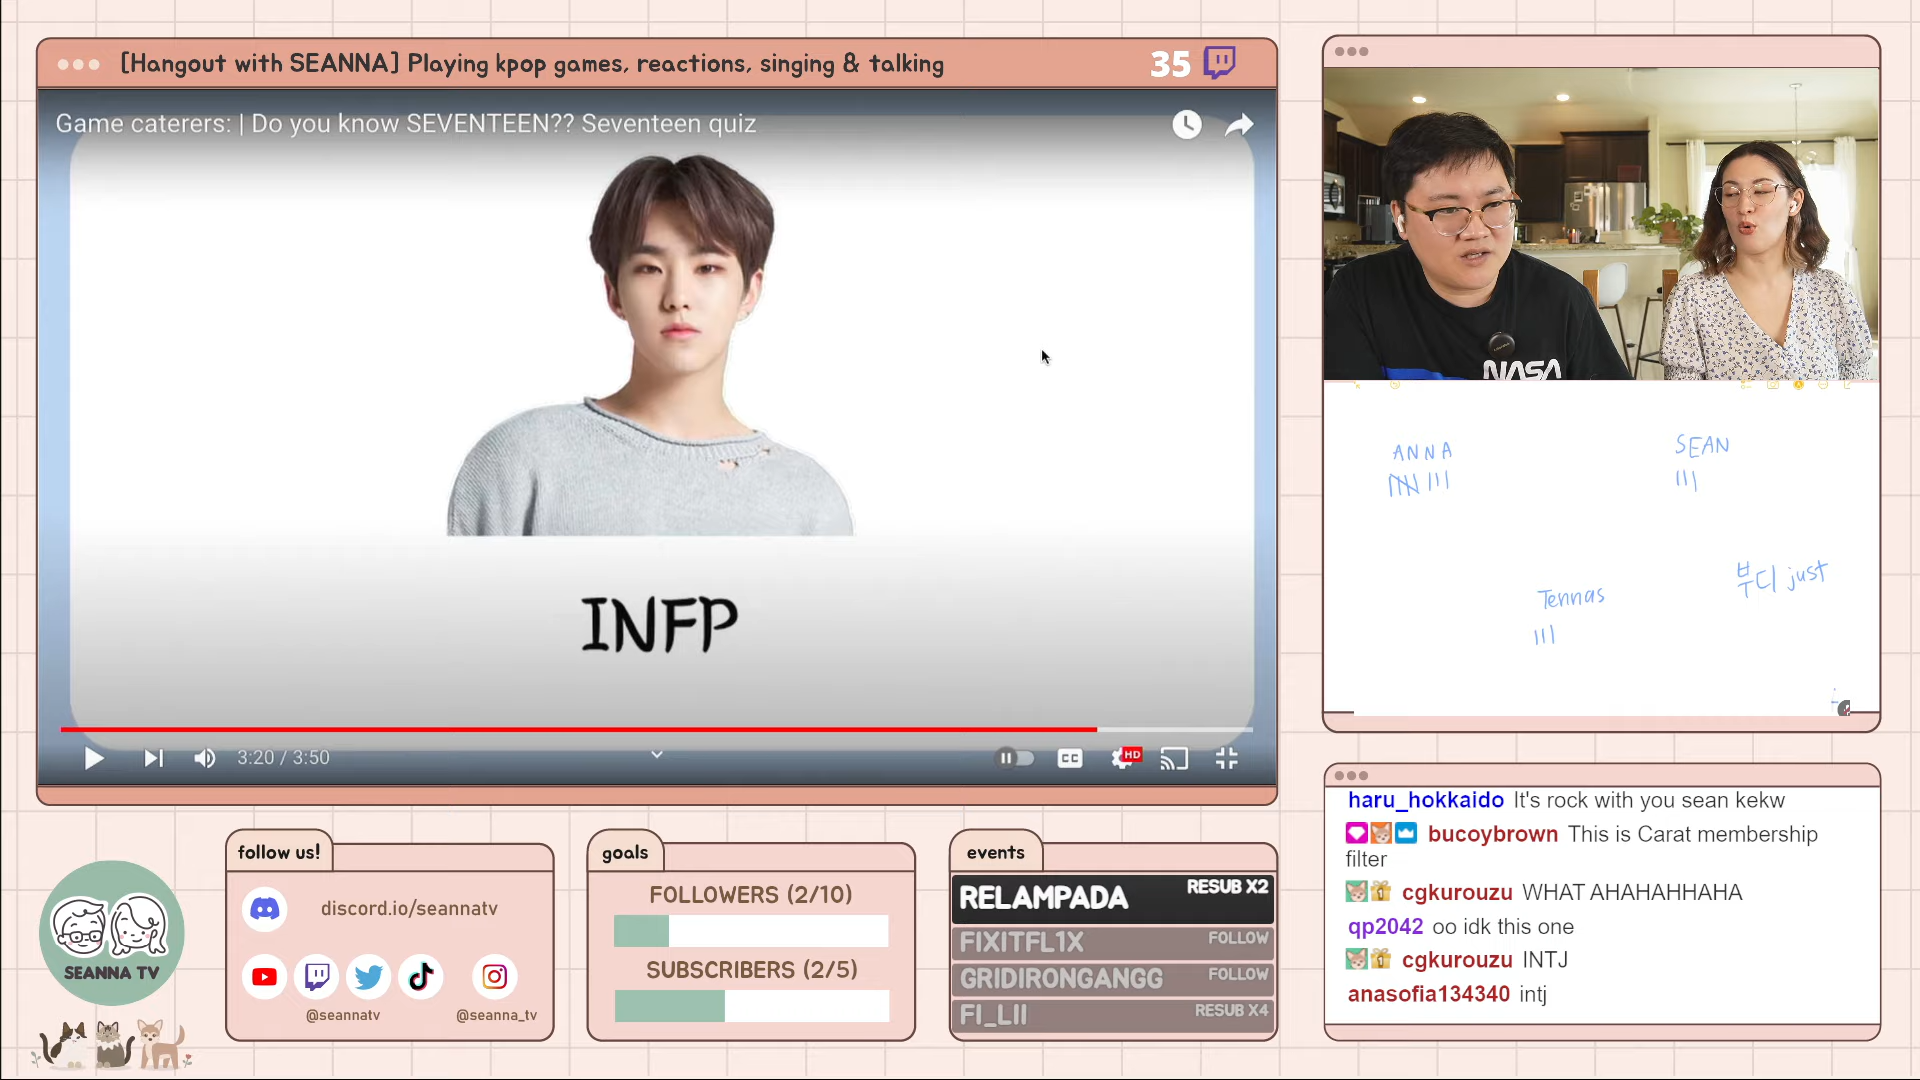 [Hangout with SEANNA] Playing kpop games, reactions, singing & talking
35
Game caterers: | Do you know SEVENTEEN?? Seventeen quiz
INFP
3:20 / 3:50
CC
HD
NASA
ANNA
SEAN
Tennas
부디 just
haru_hokkaido It's rock with you sean kekw
bucoybrown This is Carat membership
filter
cgkurouzu WHAT AHAHAHHAHA
qp2042 oo idk this one
cgkurouzu INTJ
anasofia134340 intj
SEANNA TV
follow us!
discord.io/seannatv
@seannatv
@seanna_tv
goals
FOLLOWERS (2/10)
SUBSCRIBERS (2/5)
events
RELAMPADA RESUB X2
FIXITFL1X FOLLOW
GRIDIRONGANGG FOLLOW
FI_LII RESUB X4